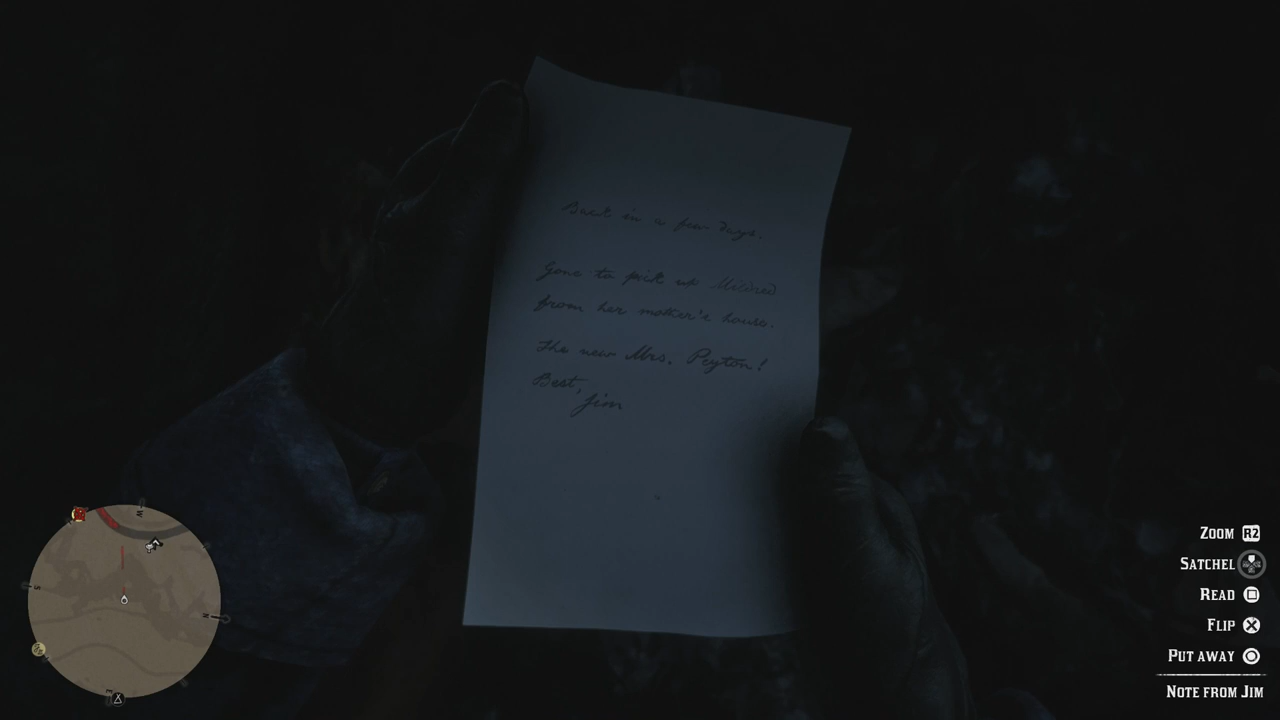 Back in a few days.
Gone to pick up Mildred
from her mother's house.
The new Mrs. Peyton!
Best,
Jim
ZOOM R2
SATCHEL
READ
FLIP
PUT AWAY
NOTE FROM JIM
W
S
N